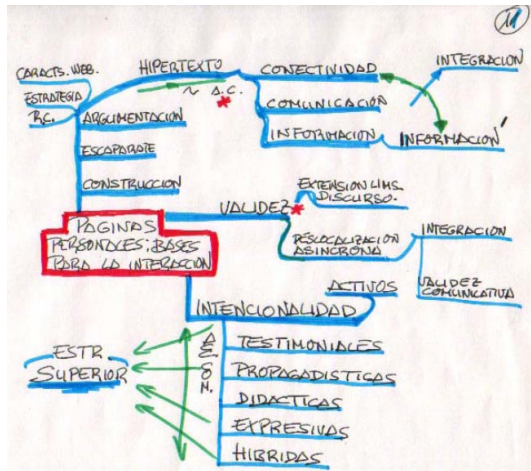 11
HIPERTEXTO
CONECTIVIDAD
INTEGRACION
CARACTS. WEB.
ESTRATEGIA
R.C.
~ A.C.
COMUNICACION
ARGUMENTACION
INFORMACION
INFORMACION'
ESCAPARATE
CONSTRUCCION
EXTENSION LIMS.
DISCURSO.
VALIDEZ
PAGINAS
PERSONALES: BASES
PARA LA INTERACCION
DESLOCALIZACION
ASINCRONA
INTEGRACION
VALIDEZ
COMUNICATIVA
ACTIVOS
INTENCIONALIDAD
ESTR
SUPERIOR
TESTIMONIALES
PROPAGADISTICAS
DIDACTICAS
EXPRESIVAS
HIBRIDAS